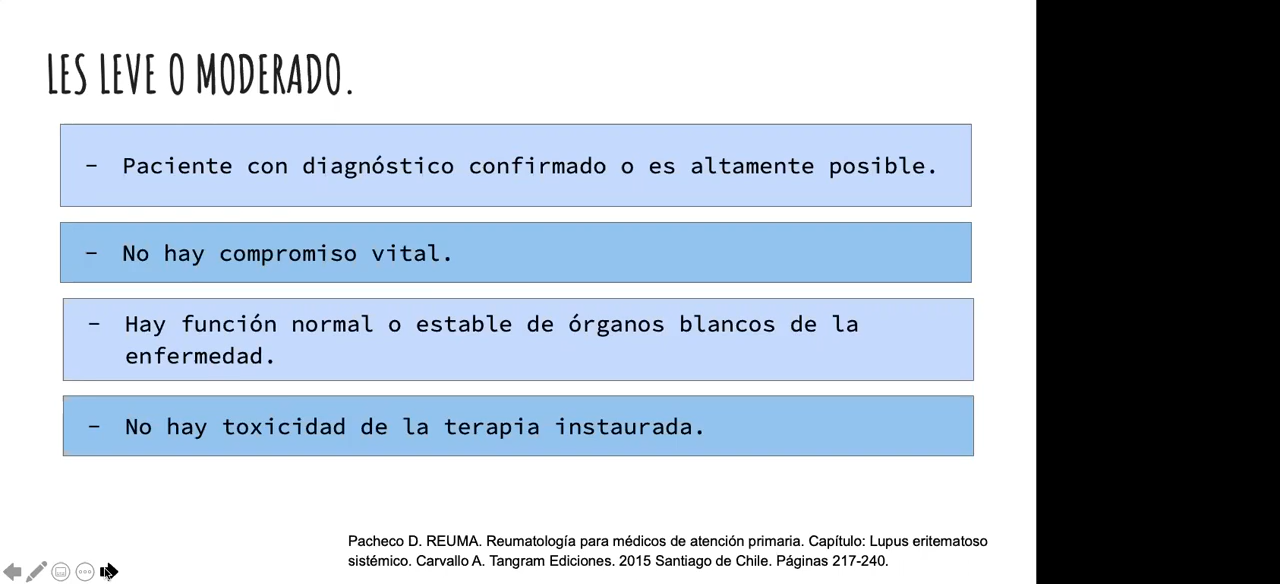 LES LEVE O MODERADO.
- Paciente con diagnóstico confirmado o es altamente posible.
- No hay compromiso vital.
- Hay función normal o estable de órganos blancos de la
enfermedad.
- No hay toxicidad de la terapia instaurada.
Pacheco D. REUMA. Reumatología para médicos de atención primaria. Capítulo: Lupus eritematoso
sistémico. Carvallo A. Tangram Ediciones. 2015 Santiago de Chile. Páginas 217-240.